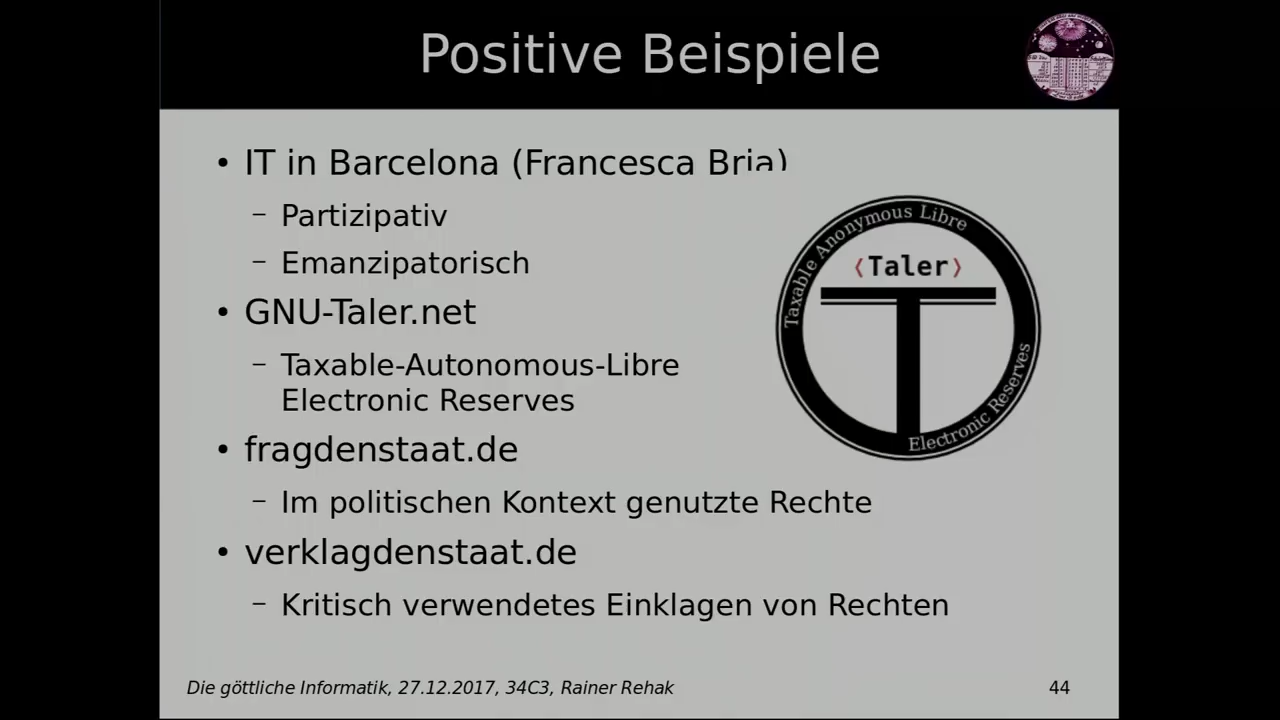 Positive Beispiele
• IT in Barcelona (Francesca Bria)
– Partizipativ
– Emanzipatorisch
• GNU-Taler.net
– Taxable-Autonomous-Libre
Electronic Reserves
• fragdenstaat.de
– Im politischen Kontext genutzte Rechte
• verklagdenstaat.de
– Kritisch verwendetes Einklagen von Rechten
Taxable Anonymous Libre
⟨Taler⟩
Electronic Reserves
Die göttliche Informatik, 27.12.2017, 34C3, Rainer Rehak
44